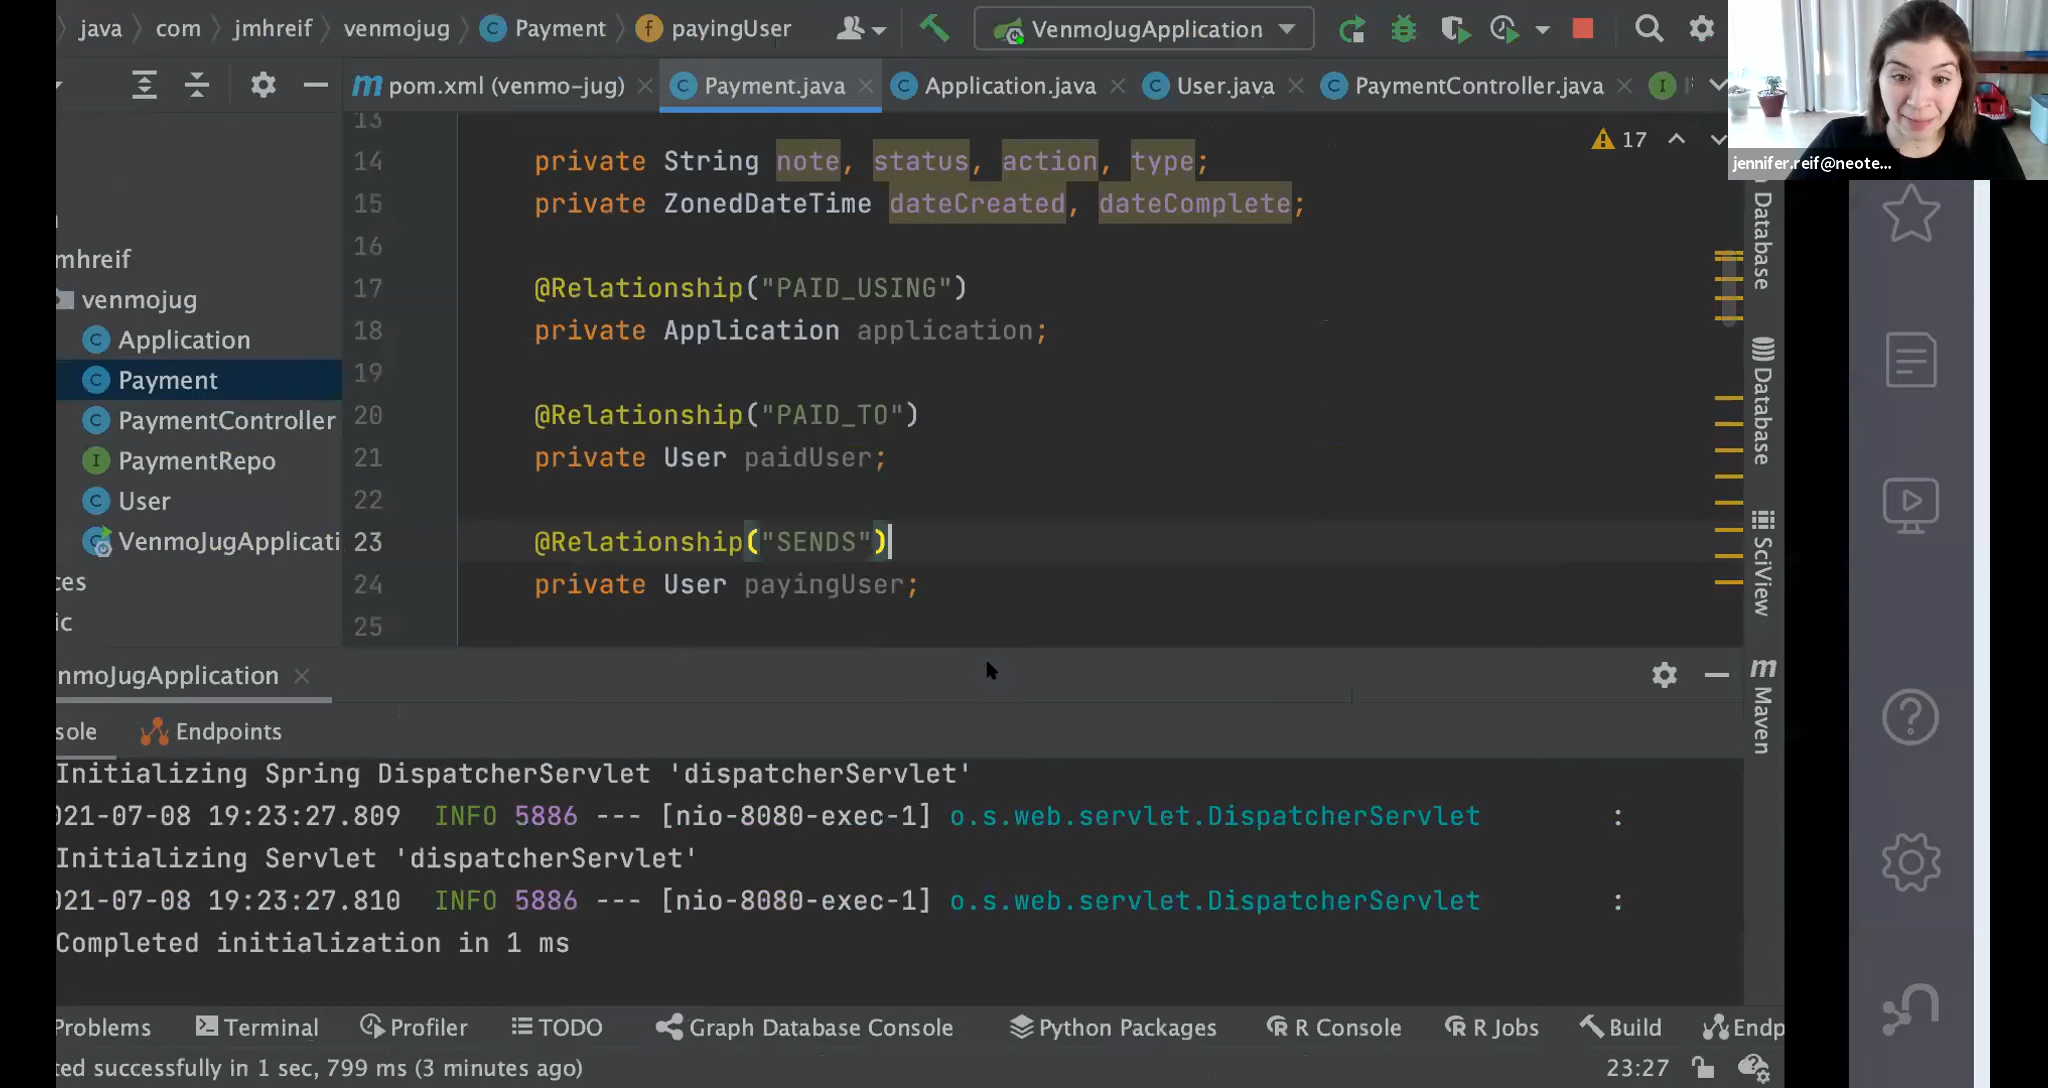 java com jmhreif venmojug Payment payingUser VenmoJugApplication
pom.xml (venmo-jug) Payment.java Application.java User.java PaymentController.java
jennifer.reif@neote...
13
14 private String note, status, action, type;
17
15 private ZonedDateTime dateCreated, dateComplete;
16
mhreif
17 @Relationship("PAID_USING")
venmojug
18 private Application application;
Application
19
Payment
20 @Relationship("PAID_TO")
PaymentController
21 private User paidUser;
PaymentRepo
22
User
23 @Relationship("SENDS")
VenmoJugApplicati
24 private User payingUser;
ces
25
ic
Database
Database
SciView
Maven
nmoJugApplication
sole Endpoints
Initializing Spring DispatcherServlet 'dispatcherServlet'
021-07-08 19:23:27.809 INFO 5886 --- [nio-8080-exec-1] o.s.web.servlet.DispatcherServlet :
Initializing Servlet 'dispatcherServlet'
021-07-08 19:23:27.810 INFO 5886 --- [nio-8080-exec-1] o.s.web.servlet.DispatcherServlet :
Completed initialization in 1 ms
Problems Terminal Profiler TODO Graph Database Console Python Packages R Console R Jobs Build Endp
ted successfully in 1 sec, 799 ms (3 minutes ago) 23:27